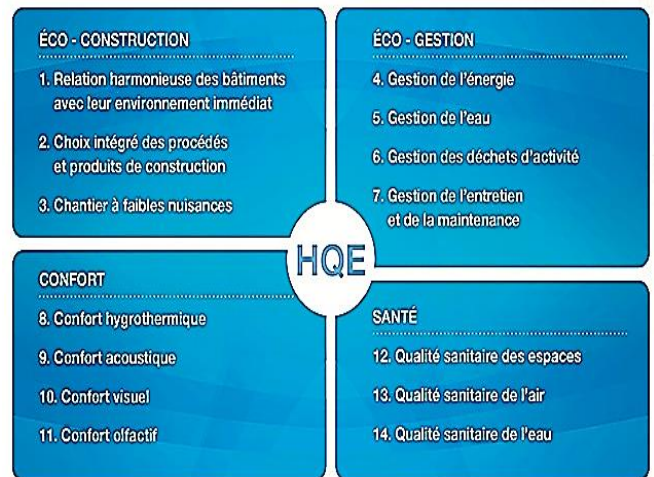 ÉCO - CONSTRUCTION
1. Relation harmonieuse des bâtiments
avec leur environnement immédiat
2. Choix intégré des procédés
et produits de construction
3. Chantier à faibles nuisances
ÉCO - GESTION
4. Gestion de l'énergie
5. Gestion de l'eau
6. Gestion des déchets d'activité
7. Gestion de l'entretien
et de la maintenance
HQE
CONFORT
8. Confort hygrothermique
9. Confort acoustique
10. Confort visuel
11. Confort olfactif
SANTÉ
12. Qualité sanitaire des espaces
13. Qualité sanitaire de l'air
14. Qualité sanitaire de l'eau